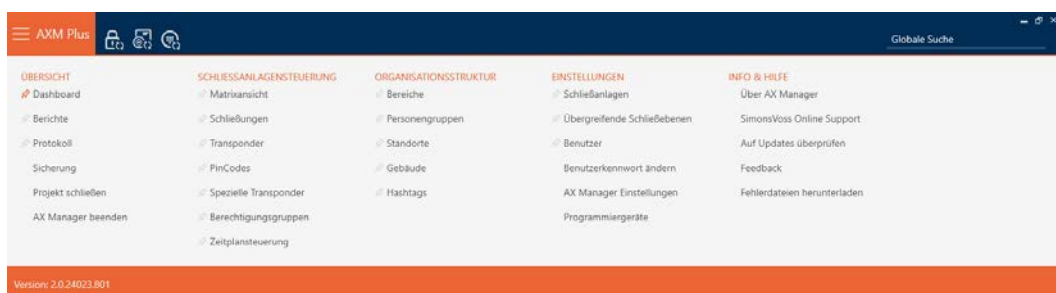 AXM Plus
Globale Suche
ÜBERSICHT
Dashboard
Berichte
Protokoll
Sicherung
Projekt schließen
AX Manager beenden
SCHLIESSANLAGENSTEUERUNG
Matrixansicht
Schließungen
Transponder
PinCodes
Spezielle Transponder
Berechtigungsgruppen
Zeitplansteuerung
ORGANISATIONSSTRUKTUR
Bereiche
Personengruppen
Standorte
Gebäude
Hashtags
EINSTELLUNGEN
Schließanlagen
Übergreifende Schließebenen
Benutzer
Benutzerkennwort ändern
AX Manager Einstellungen
Programmiergeräte
INFO & HILFE
Über AX Manager
SimonsVoss Online Support
Auf Updates überprüfen
Feedback
Fehlerdateien herunterladen
Version: 2.0.24023.801